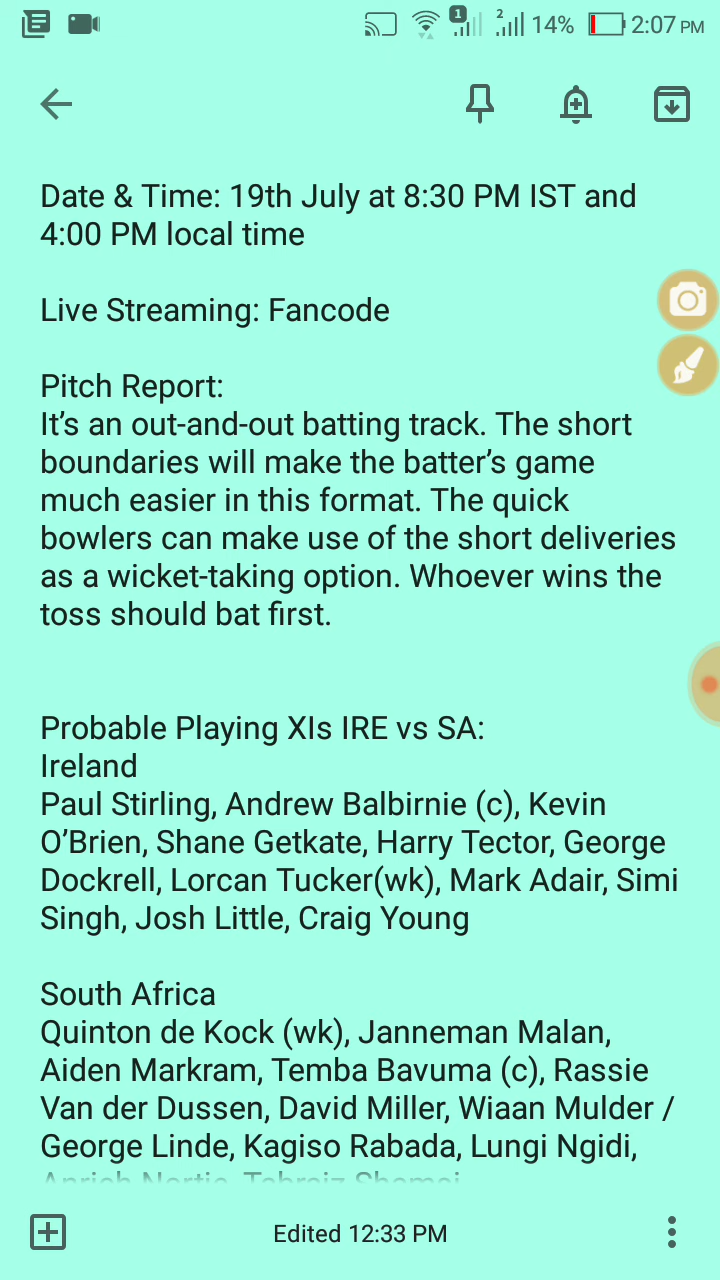 1 2 14% 2:07 PM
Date & Time: 19th July at 8:30 PM IST and
4:00 PM local time
Live Streaming: Fancode
Pitch Report:
It’s an out-and-out batting track. The short
boundaries will make the batter’s game
much easier in this format. The quick
bowlers can make use of the short deliveries
as a wicket-taking option. Whoever wins the
toss should bat first.
Probable Playing XIs IRE vs SA:
Ireland
Paul Stirling, Andrew Balbirnie (c), Kevin
O’Brien, Shane Getkate, Harry Tector, George
Dockrell, Lorcan Tucker(wk), Mark Adair, Simi
Singh, Josh Little, Craig Young
South Africa
Quinton de Kock (wk), Janneman Malan,
Aiden Markram, Temba Bavuma (c), Rassie
Van der Dussen, David Miller, Wiaan Mulder /
George Linde, Kagiso Rabada, Lungi Ngidi,
Edited 12:33 PM